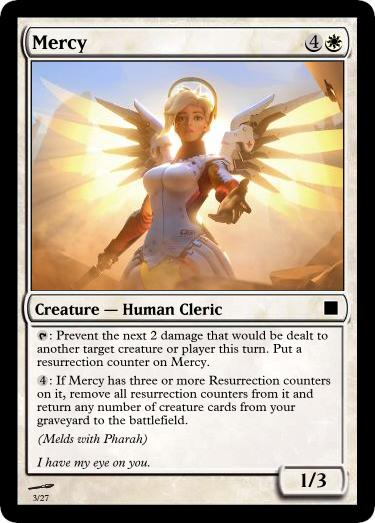 Mercy 4
Creature — Human Cleric
: Prevent the next 2 damage that would be dealt to
another target creature or player this turn. Put a
resurrection counter on Mercy.
4: If Mercy has three or more Resurrection counters
on it, remove all resurrection counters from it and
return any number of creature cards from your
graveyard to the battlefield.
(Melds with Pharah)
I have my eye on you.
1/3
3/27